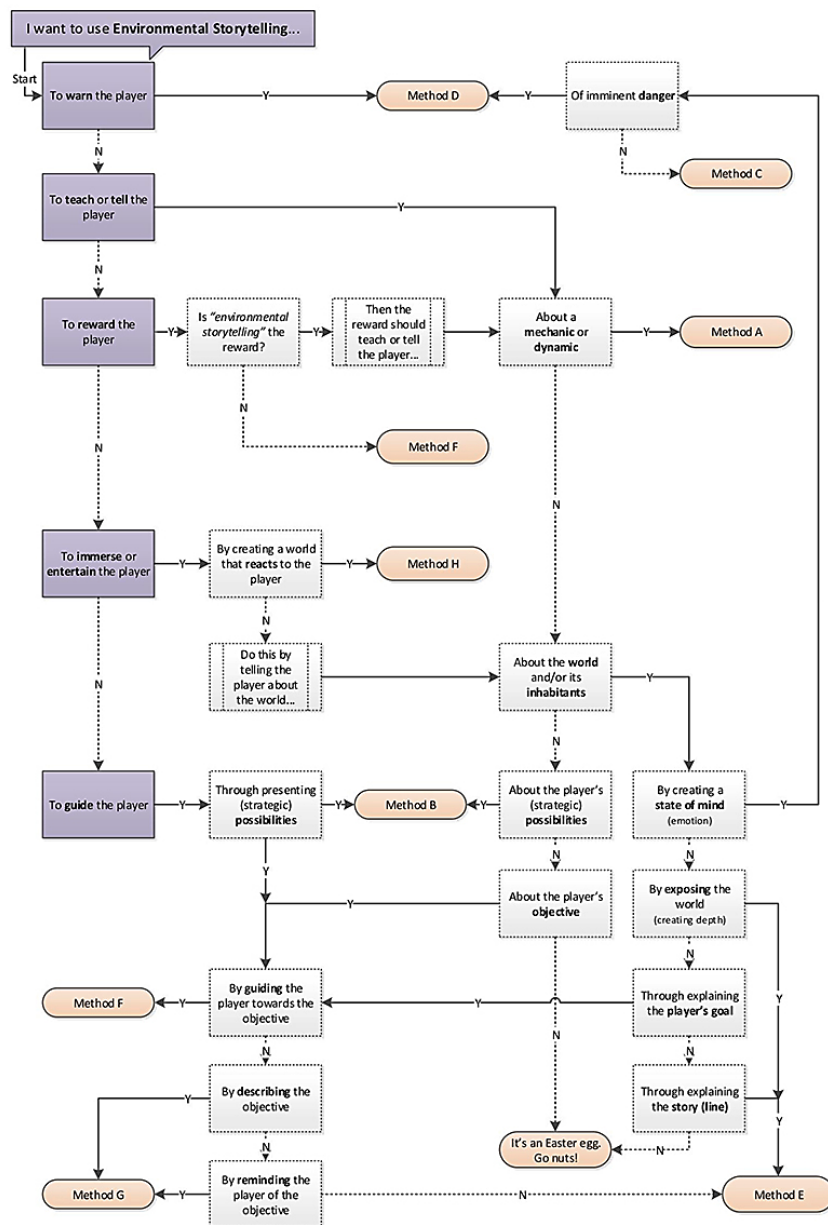 I want to use Environmental Storytelling...
Start
To warn the player
Y
Method D
Y
Of imminent danger
N
N
Method C
To teach or tell the
player
Y
N
To reward the
player
Y
Is "environmental
storytelling" the
reward?
Y
Then the
reward should
teach or tell
the player...
About a
mechanic or
dynamic
Y
Method A
N
Method F
N
N
To immerse or
entertain the player
Y
By creating a world
that reacts to the
player
Y
Method H
N
Do this by
telling the
player about
the world...
About the world
and/or its
inhabitants
Y
N
N
To guide the player
Y
Through presenting
(strategic)
possibilities
Y
Method B
Y
About the player's
(strategic)
possibilities
By creating a
state of mind
(emotion)
Y
Y
N
N
About the player's
objective
Y
By exposing the
world
(creating depth)
N
Method F
Y
By guiding the
player towards the
objective
Y
Through explaining
the player's goal
Y
N
N
N
By describing the
objective
Y
Through explaining
the story (line)
Y
N
It's an Easter egg.
Go nuts!
N
Method G
Y
By reminding the
player of the
objective
N
Method E